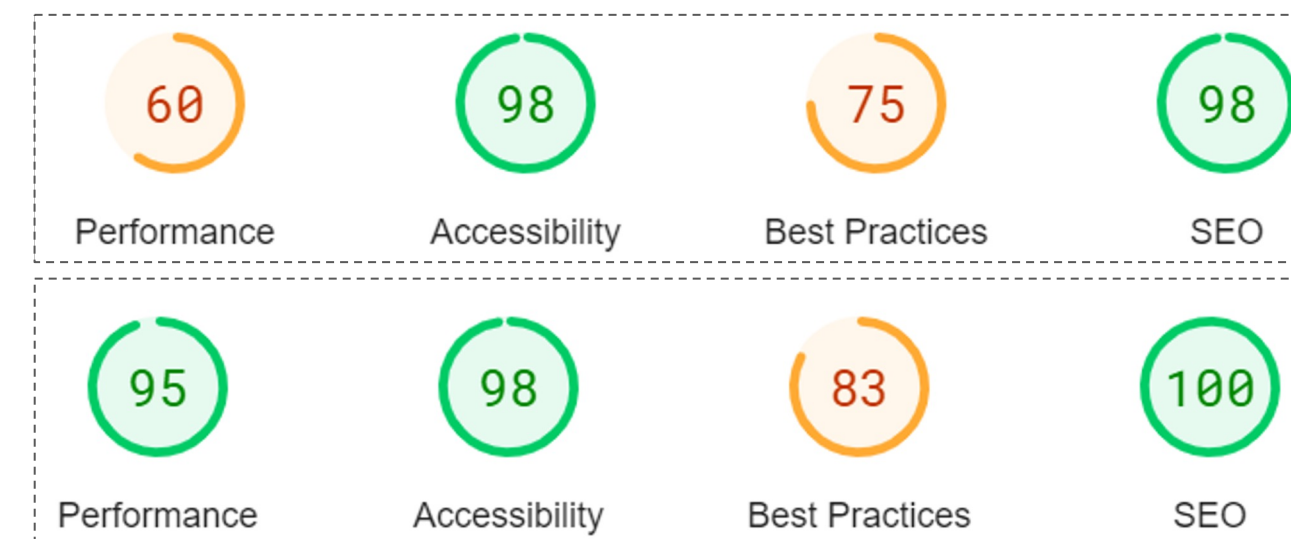 60 98 75 98
Performance Accessibility Best Practices SEO
95 98 83 100
Performance Accessibility Best Practices SEO